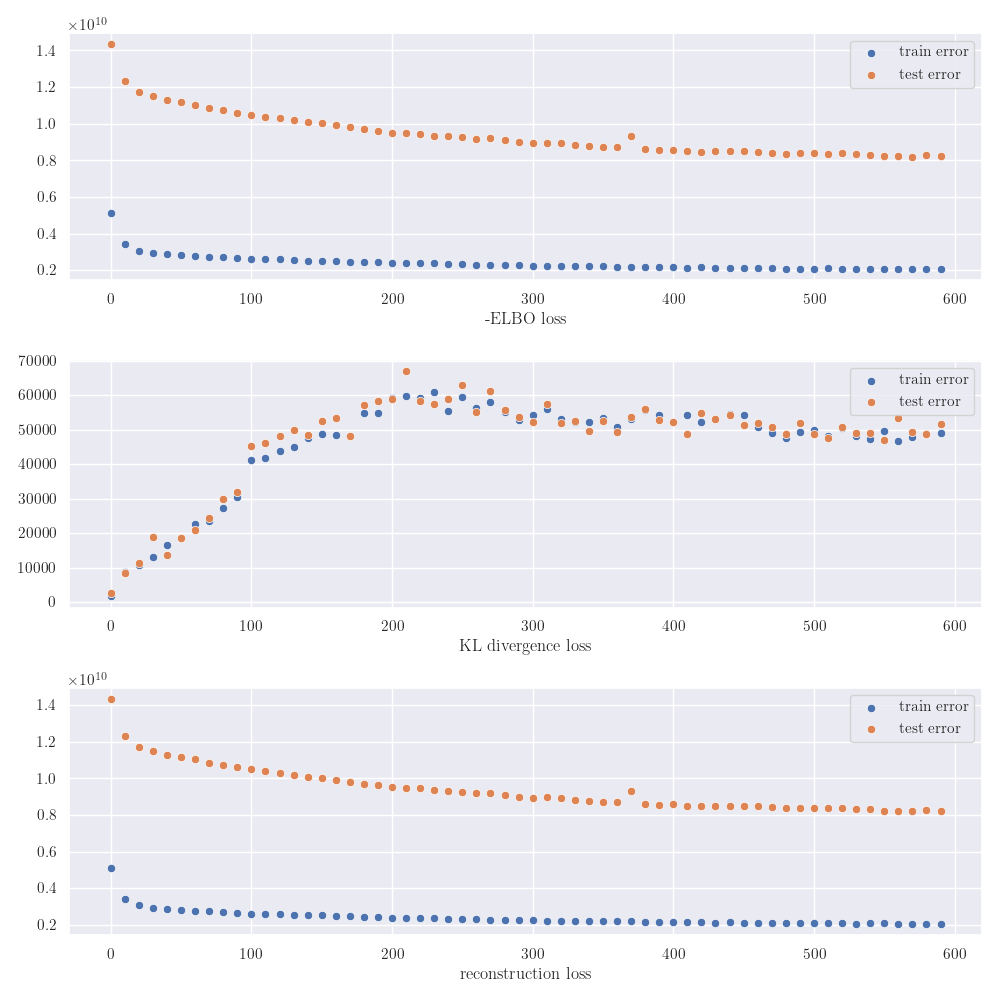 ×10¹⁰
1.4
1.2
1.0
0.8
0.6
0.4
0.2
train error
test error
0 100 200 300 400 500 600
-ELBO loss
70000
60000
50000
40000
30000
20000
10000
0
train error
test error
0 100 200 300 400 500 600
KL divergence loss
×10¹⁰
1.4
1.2
1.0
0.8
0.6
0.4
0.2
train error
test error
0 100 200 300 400 500 600
reconstruction loss